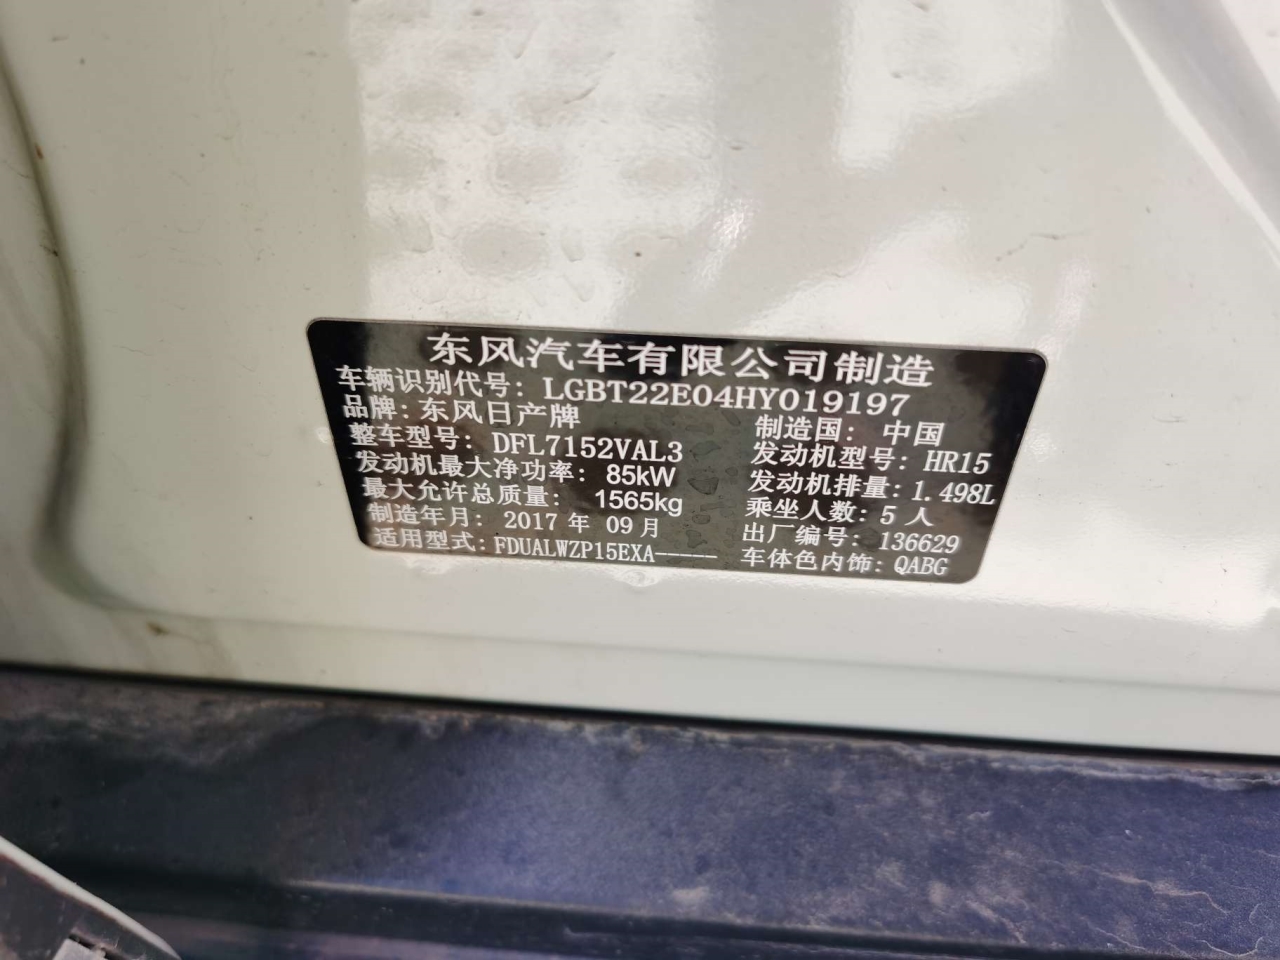 东风汽车有限公司制造
车辆识别代号: LGBT22E04HY019197
品牌: 东风日产牌 制造国: 中国
整车型号: DFL7152VAL3 发动机型号: HR15
发动机最大净功率: 85kW 发动机排量: 1.498L
最大允许总质量: 1565kg 乘坐人数: 5 人
制造年月: 2017 年 09 月 出厂编号: 136629
适用型式: FDUALWZP15EXA----- 车体色内饰: QABG